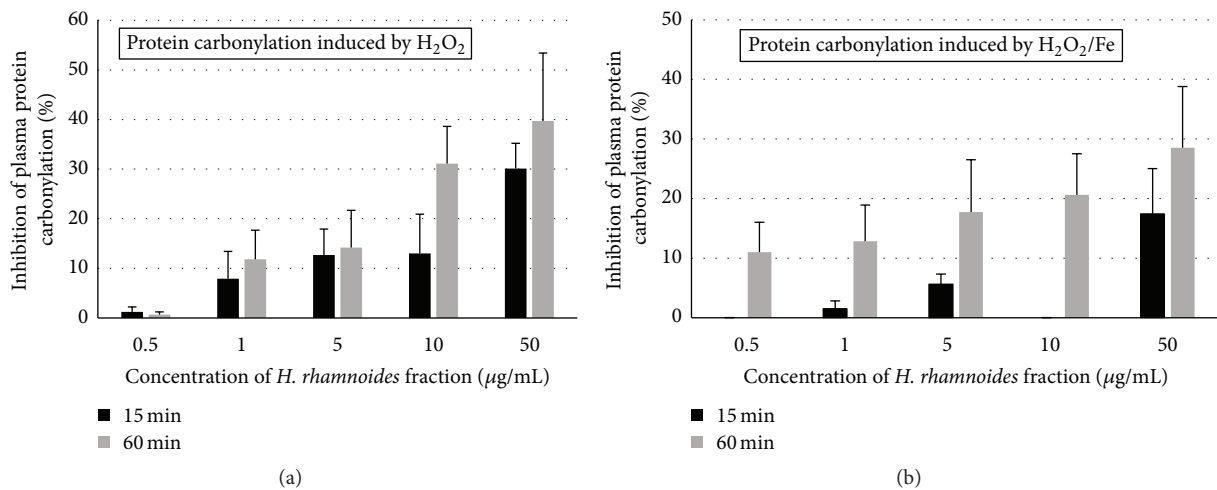 Protein carbonylation induced by H₂O₂
Inhibition of plasma protein
carbonylation (%)
60
50
40
30
20
10
0
0.5 1 5 10 50
Concentration of H. rhamnoides fraction (μg/mL)
15 min
60 min
(a)
Protein carbonylation induced by H₂O₂/Fe
Inhibition of plasma protein
carbonylation (%)
50
40
30
20
10
0
0.5 1 5 10 50
Concentration of H. rhamnoides fraction (μg/mL)
15 min
60 min
(b)